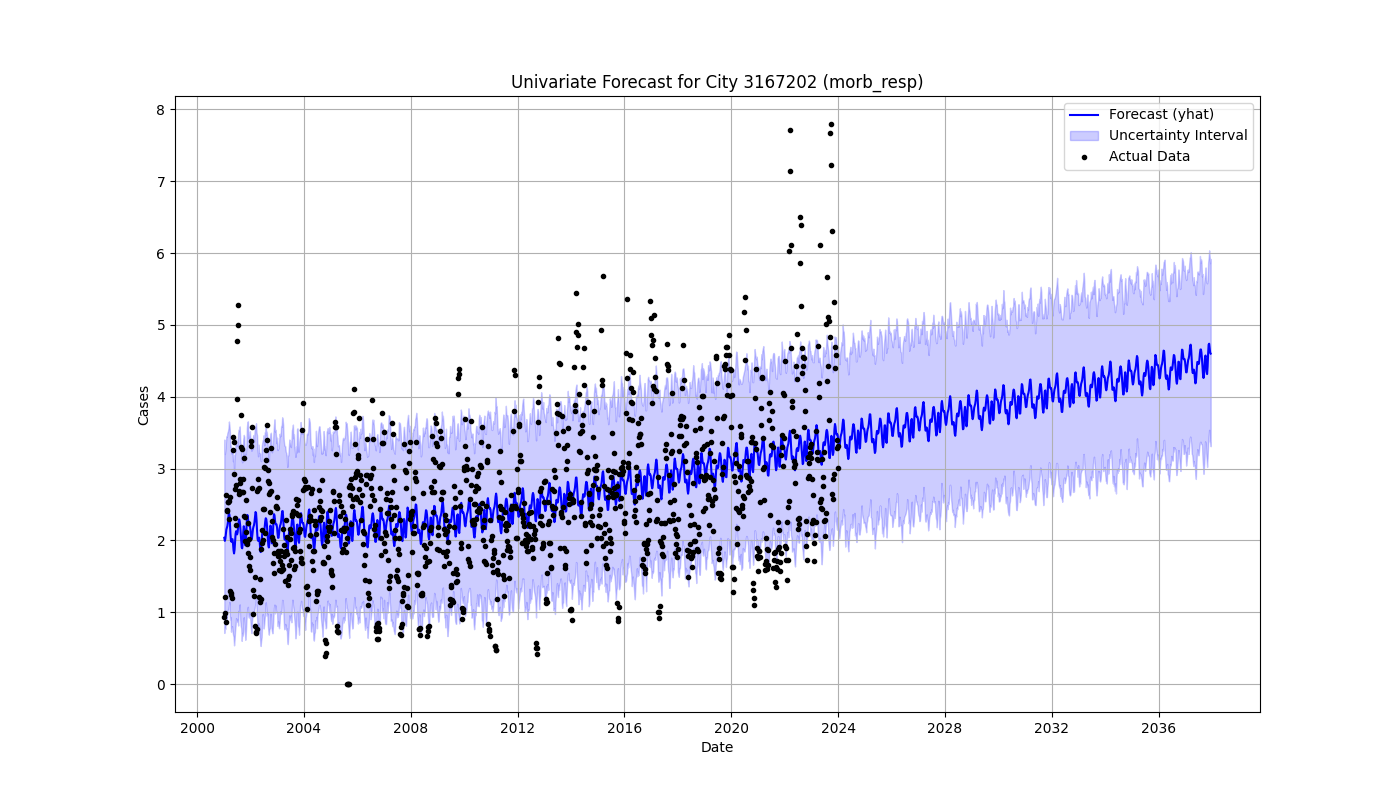 Univariate Forecast for City 3167202 (morb_resp)
Forecast (yhat)
Uncertainty Interval
Actual Data
Cases
8
7
6
5
4
3
2
1
0
2000 2004 2008 2012 2016 2020 2024 2028 2032 2036
Date